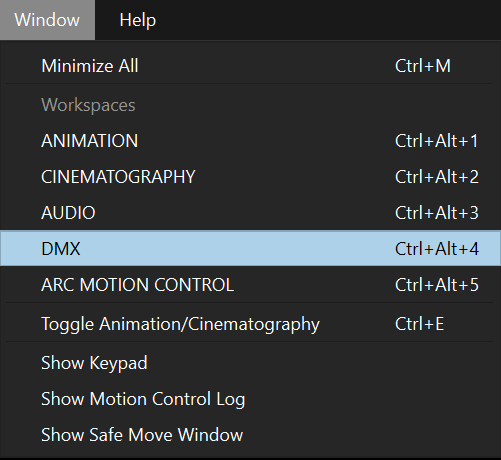 Window Help
Minimize All Ctrl+M
Workspaces
ANIMATION Ctrl+Alt+1
CINEMATOGRAPHY Ctrl+Alt+2
AUDIO Ctrl+Alt+3
DMX Ctrl+Alt+4
ARC MOTION CONTROL Ctrl+Alt+5
Toggle Animation/Cinematography Ctrl+E
Show Keypad
Show Motion Control Log
Show Safe Move Window